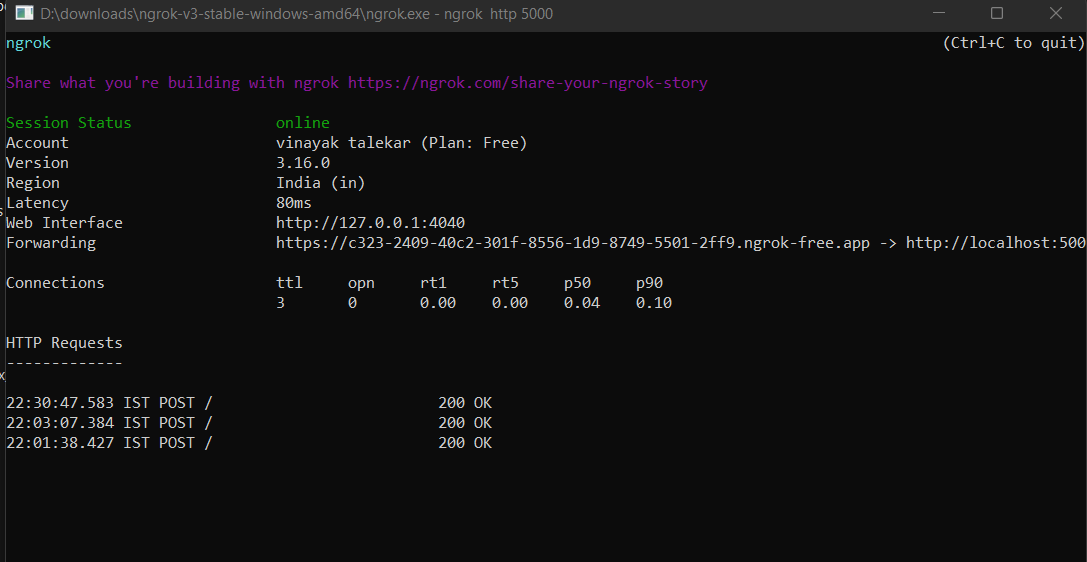 D:\downloads\ngrok-v3-stable-windows-amd64\ngrok.exe - ngrok http 5000
ngrok (Ctrl+C to quit)
Share what you're building with ngrok https://ngrok.com/share-your-ngrok-story
Session Status online
Account vinayak talekar (Plan: Free)
Version 3.16.0
Region India (in)
Latency 80ms
Web Interface http://127.0.0.1:4040
Forwarding https://c323-2409-40c2-301f-8556-1d9-8749-5501-2ff9.ngrok-free.app -> http://localhost:500
Connections ttl opn rt1 rt5 p50 p90
3 0 0.00 0.00 0.04 0.10
HTTP Requests
-------------
22:30:47.583 IST POST / 200 OK
22:03:07.384 IST POST / 200 OK
22:01:38.427 IST POST / 200 OK